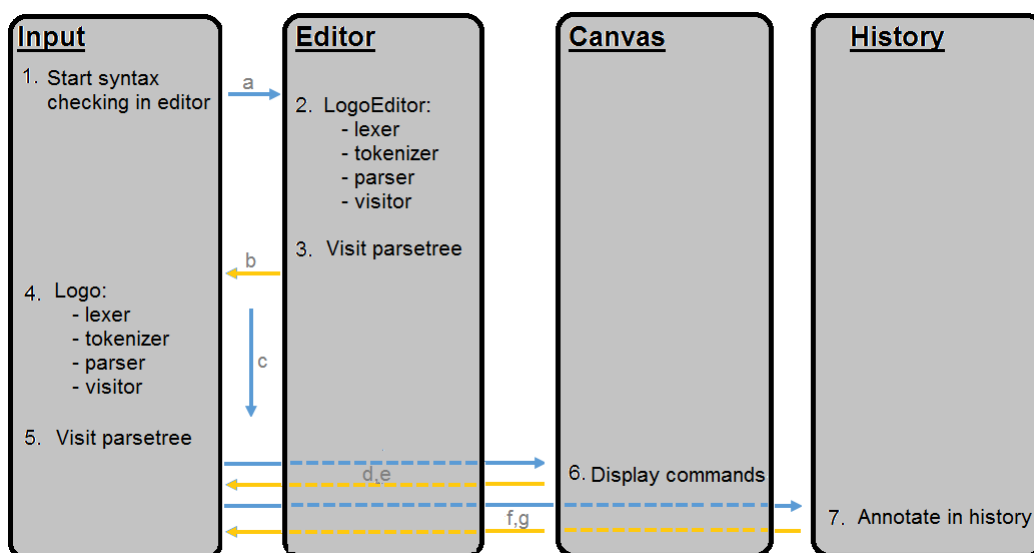 Input
Editor
Canvas
History
1. Start syntax
checking in editor
a
2. LogoEditor:
- lexer
- tokenizer
- parser
- visitor
3. Visit parsetree
b
4. Logo:
- lexer
- tokenizer
- parser
- visitor
c
5. Visit parsetree
d,e
6. Display commands
f,g
7. Annotate in history